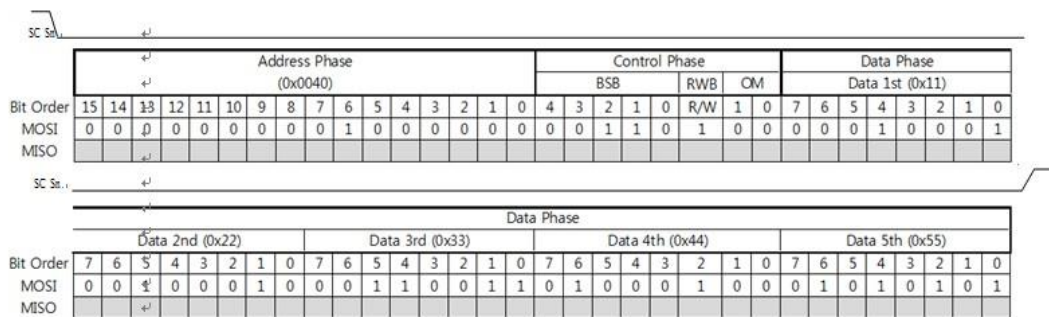 SC Sn
Address Phase Control Phase Data Phase
(0x0040) BSB RWB OM Data 1st (0x11)
Bit Order 15 14 13 12 11 10 9 8 7 6 5 4 3 2 1 0 4 3 2 1 0 R/W 1 0 7 6 5 4 3 2 1 0
MOSI 0 0 0 0 0 0 0 0 0 1 0 0 0 0 0 0 0 0 1 1 0 1 0 0 0 0 0 1 0 0 0 1
MISO
SC Sn
Data Phase
Data 2nd (0x22) Data 3rd (0x33) Data 4th (0x44) Data 5th (0x55)
Bit Order 7 6 5 4 3 2 1 0 7 6 5 4 3 2 1 0 7 6 5 4 3 2 1 0 7 6 5 4 3 2 1 0
MOSI 0 0 1 0 0 0 1 0 0 0 1 1 0 0 1 1 0 1 0 0 0 1 0 0 0 1 0 1 0 1 0 1
MISO